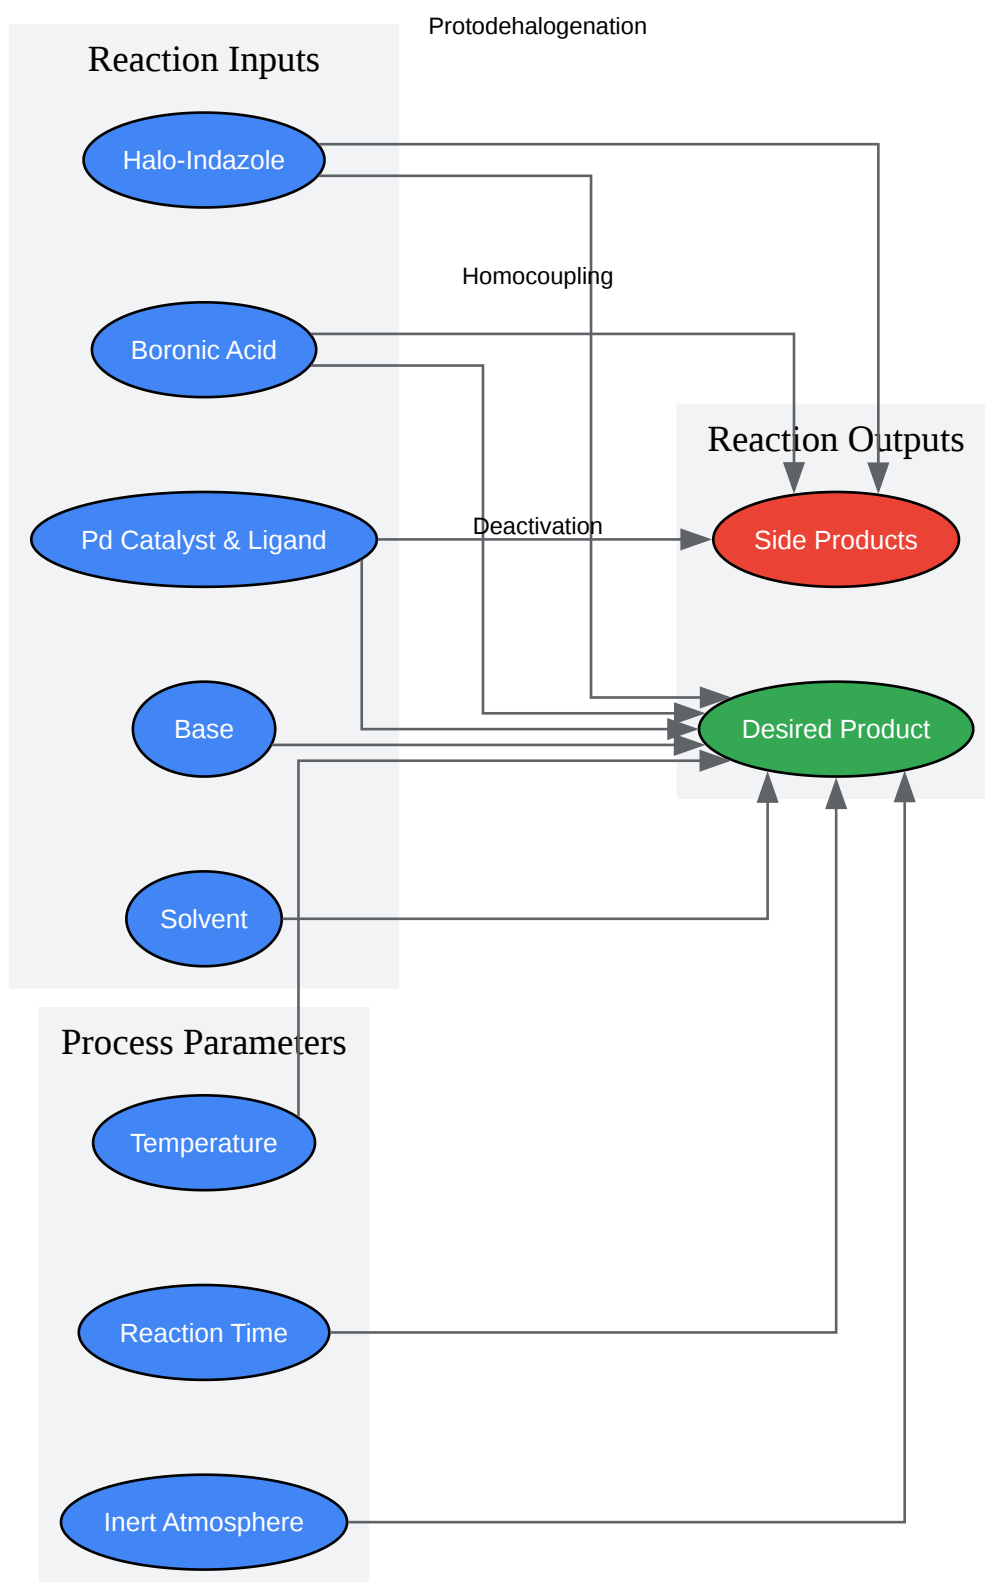 Protodehalogenation
Reaction Inputs
Halo-Indazole
Homocoupling
Boronic Acid
Reaction Outputs
Deactivation
Pd Catalyst & Ligand
Side Products
Base
Desired Product
Solvent
Process Parameters
Temperature
Reaction Time
Inert Atmosphere